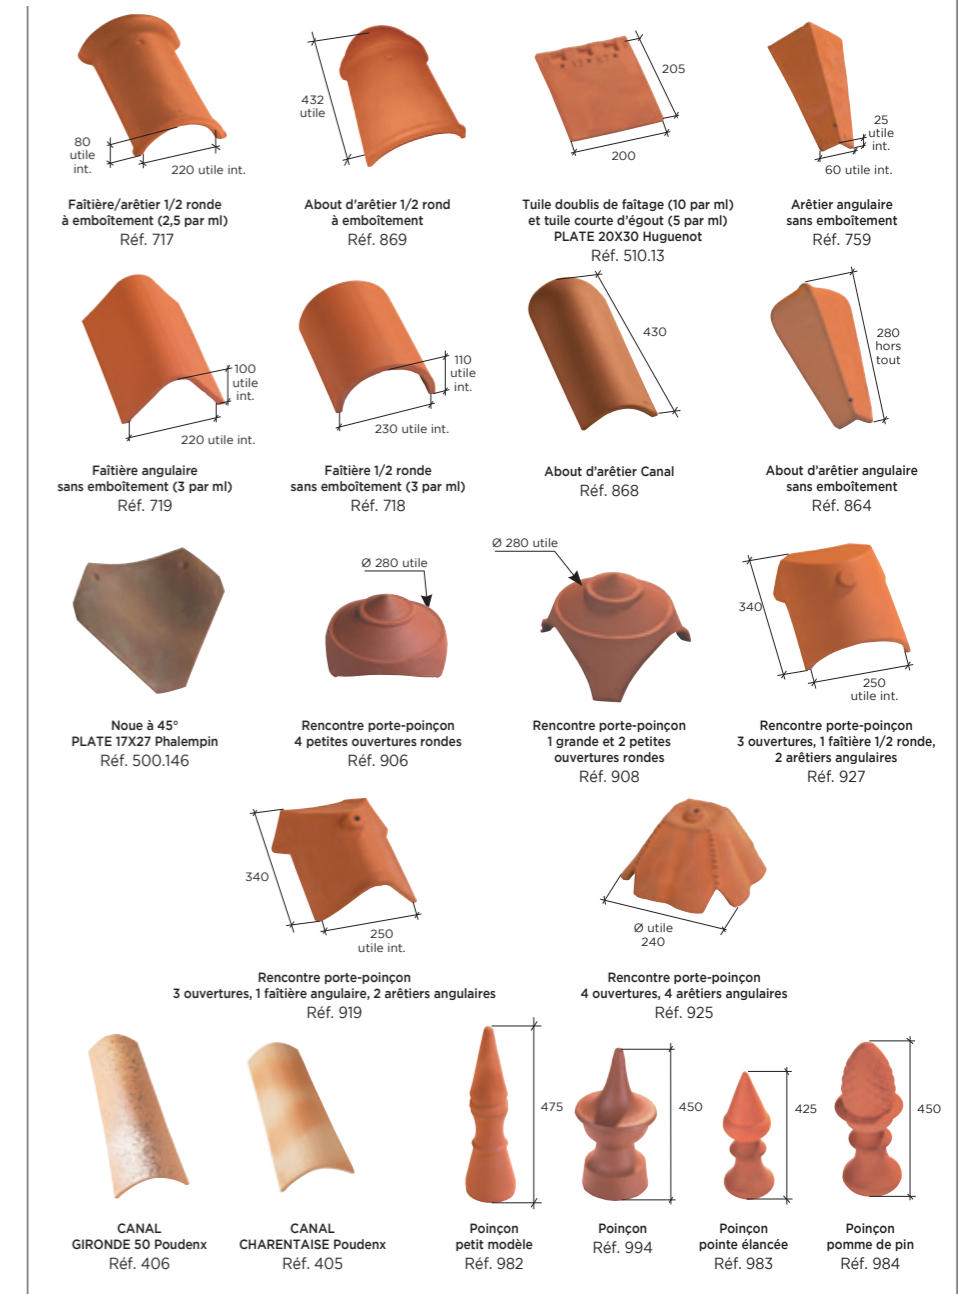 80
utile
int.
220 utile int.
Faîtière/arêtier 1/2 ronde
à emboîtement (2,5 par ml)
Réf. 717
432
utile
About d'arêtier 1/2 rond
à emboîtement
Réf. 869
205
200
Tuile doublis de faîtage (10 par ml)
et tuile courte d'égout (5 par ml)
PLATE 20X30 Huguenot
Réf. 510.13
25
utile
int.
60 utile int.
Arêtier angulaire
sans emboîtement
Réf. 759
100
utile
int.
220 utile int.
Faîtière angulaire
sans emboîtement (3 par ml)
Réf. 719
110
utile
int.
230 utile int.
Faîtière 1/2 ronde
sans emboîtement (3 par ml)
Réf. 718
430
About d'arêtier Canal
Réf. 868
280
hors
tout
About d'arêtier angulaire
sans emboîtement
Réf. 864
Noue à 45°
PLATE 17X27 Phalempin
Réf. 500.146
Ø 280 utile
Rencontre porte-poinçon
4 petites ouvertures rondes
Réf. 906
Ø 280 utile
Rencontre porte-poinçon
1 grande et 2 petites
ouvertures rondes
Réf. 908
340
250
utile int.
Rencontre porte-poinçon
3 ouvertures, 1 faîtière 1/2 ronde,
2 arêtiers angulaires
Réf. 927
340
250
utile int.
Rencontre porte-poinçon
3 ouvertures, 1 faîtière angulaire, 2 arêtiers angulaires
Réf. 919
Ø utile
240
Rencontre porte-poinçon
4 ouvertures, 4 arêtiers angulaires
Réf. 925
CANAL
GIRONDE 50 Poudenx
Réf. 406
CANAL
CHARENTAISE Poudenx
Réf. 405
475
Poinçon
petit modèle
Réf. 982
450
Poinçon
Réf. 994
425
Poinçon
pointe élancée
Réf. 983
450
Poinçon
pomme de pin
Réf. 984